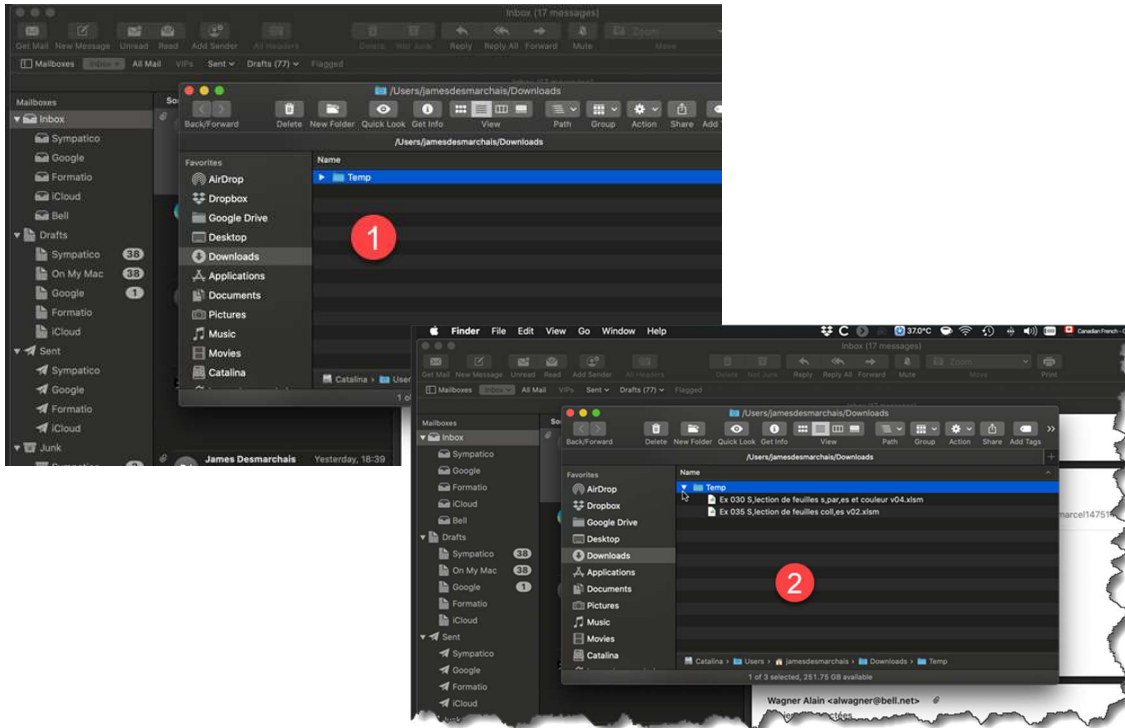 Inbox (17 messages)
Get Mail New Message Unread Read Add Sender All Headers Delete Not Junk Reply Reply All Forward Mute Zoom Move
Mailboxes Inbox All Mail VIPs Sent Drafts (77) Flagged
/Users/jamesdesmarchais/Downloads
Back/Forward Delete New Folder Quick Look Get Info View Path Group Action Share Add
/Users/jamesdesmarchais/Downloads
Mailboxes
Inbox
Sympatico
Google
Formatio
iCloud
Bell
Drafts
Sympatico 38
On My Mac 38
Google 1
Formatio
iCloud
Sent
Sympatico
Google
Formatio
iCloud
Junk
Favorites
AirDrop
Dropbox
Google Drive
Desktop
Downloads
Applications
Documents
Pictures
Music
Movies
Catalina
Name
Temp
1
Catalina › User
1 of
James Desmarchais Yesterday, 18:39
Finder File Edit View Go Window Help 37.0°C Canadian French - C
Inbox (17 messages)
Get Mail New Message Unread Read Add Sender All Headers Delete Not Junk Reply Reply All Forward Mute Zoom Move Print
Mailboxes Inbox All Mail VIPs Sent Drafts (77) Flagged
/Users/jamesdesmarchais/Downloads
Back/Forward Delete New Folder Quick Look Get Info View Path Group Action Share Add Tags
/Users/jamesdesmarchais/Downloads
Mailboxes
Inbox
Sympatico
Google
Formatio
iCloud
Bell
Drafts
Sympatico 38
On My Mac 38
Google 1
Formatio
iCloud
Sent
Sympatico
Google
Formatio
iCloud
Favorites
AirDrop
Dropbox
Google Drive
Desktop
Downloads
Applications
Documents
Pictures
Music
Movies
Catalina
Name
Temp
Ex 030 S,lection de feuilles s,par,es et couleur v04.xlsm
Ex 035 S,lection de feuilles coll,es v02.xlsm
marcel14751
2
Catalina › Users › jamesdesmarchais › Downloads › Temp
1 of 3 selected, 251.75 GB available
Wagner Alain <alwagner@bell.net>